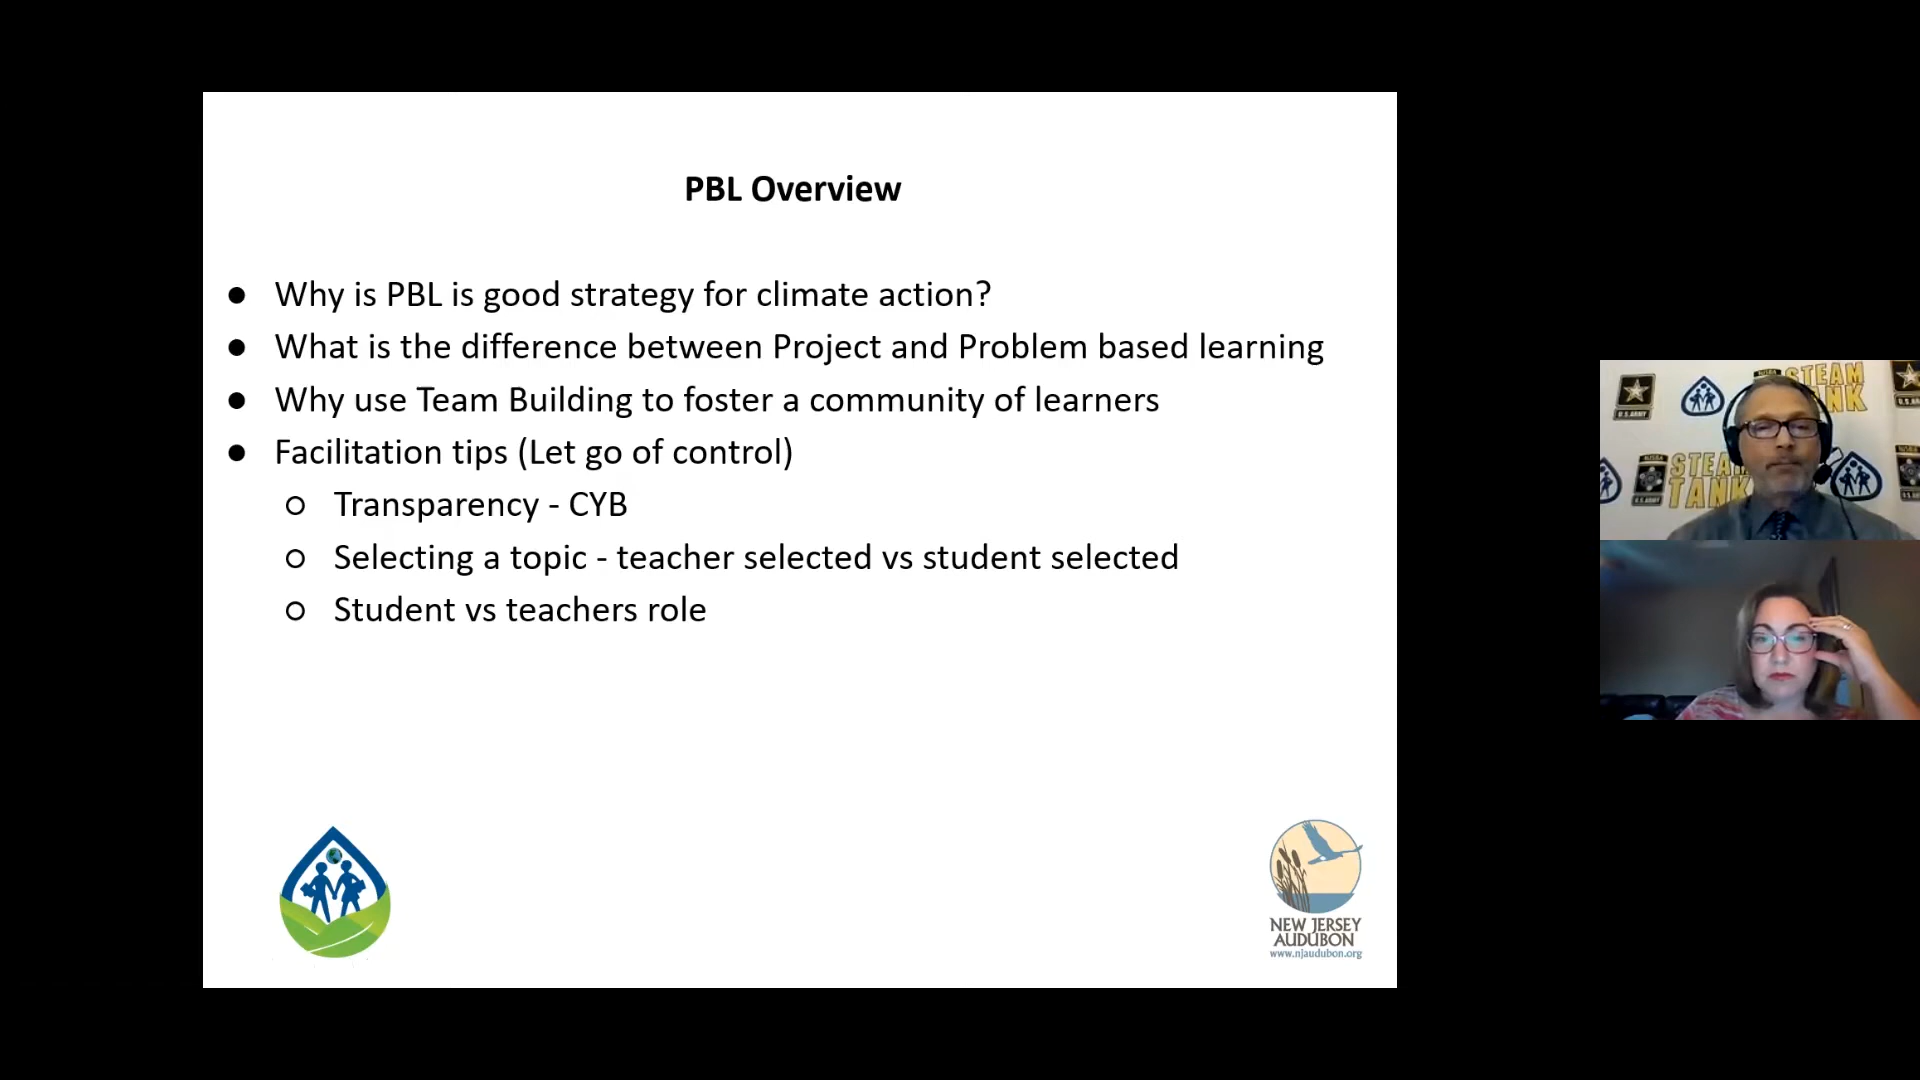 PBL Overview
● Why is PBL is good strategy for climate action?
● What is the difference between Project and Problem based learning
● Why use Team Building to foster a community of learners
● Facilitation tips (Let go of control)
○ Transparency - CYB
○ Selecting a topic - teacher selected vs student selected
○ Student vs teachers role
NEW JERSEY
AUDUBON
www.njaudubon.org
U.S.ARMY
STEAM
TANK